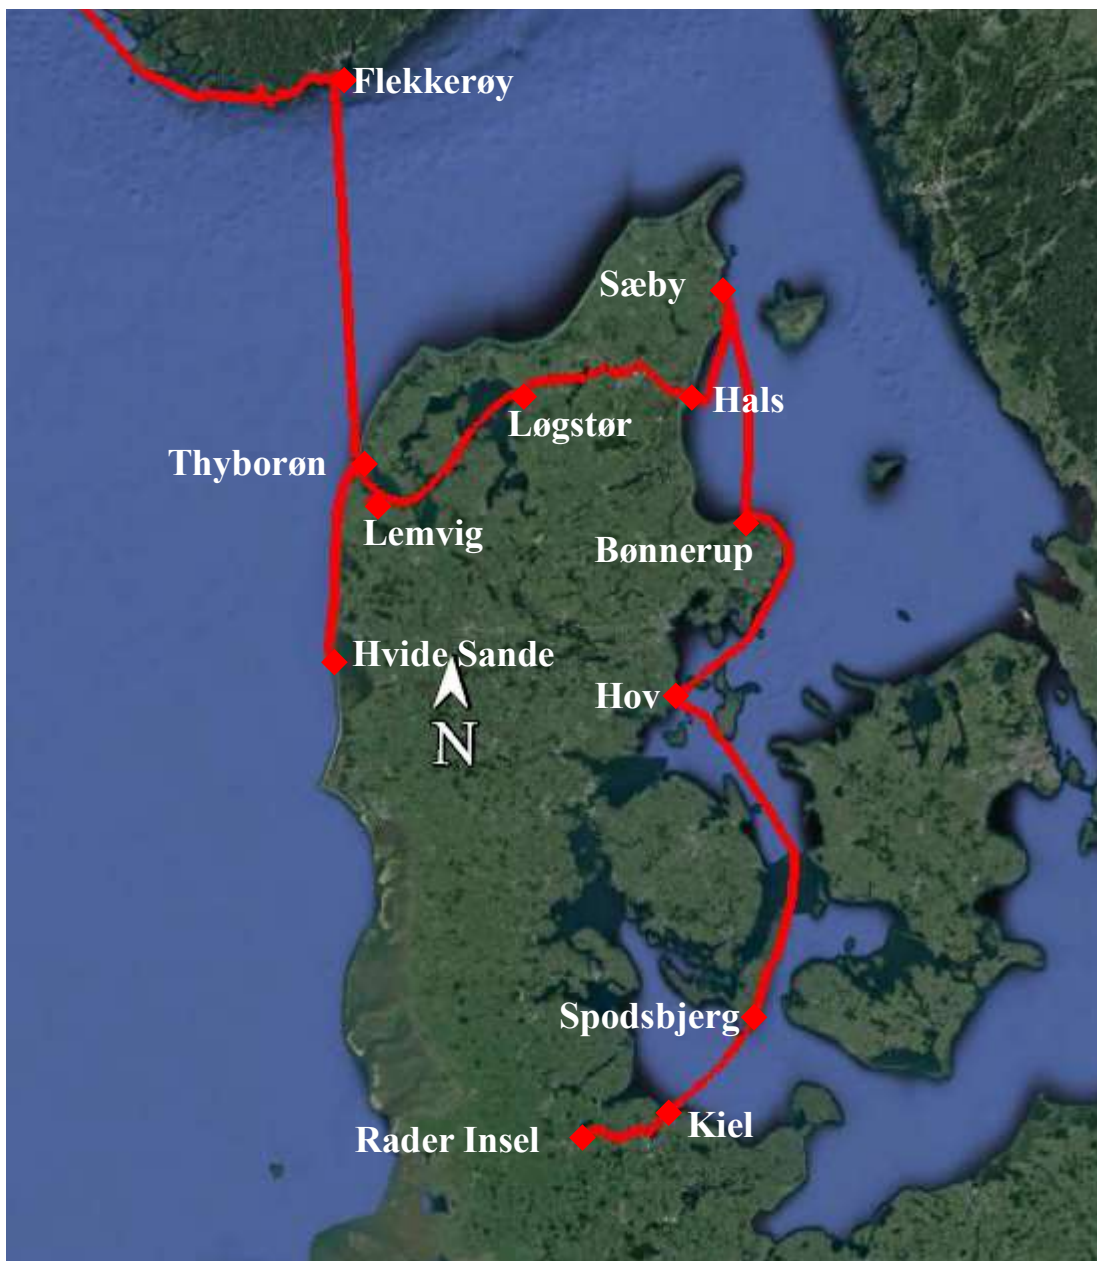 Flekkerøy
Sæby
Hals
Løgstør
Thyborøn
Lemvig
Bønnerup
Hvide Sande
Hov
N
Spodsbjerg
Kiel
Rader Insel